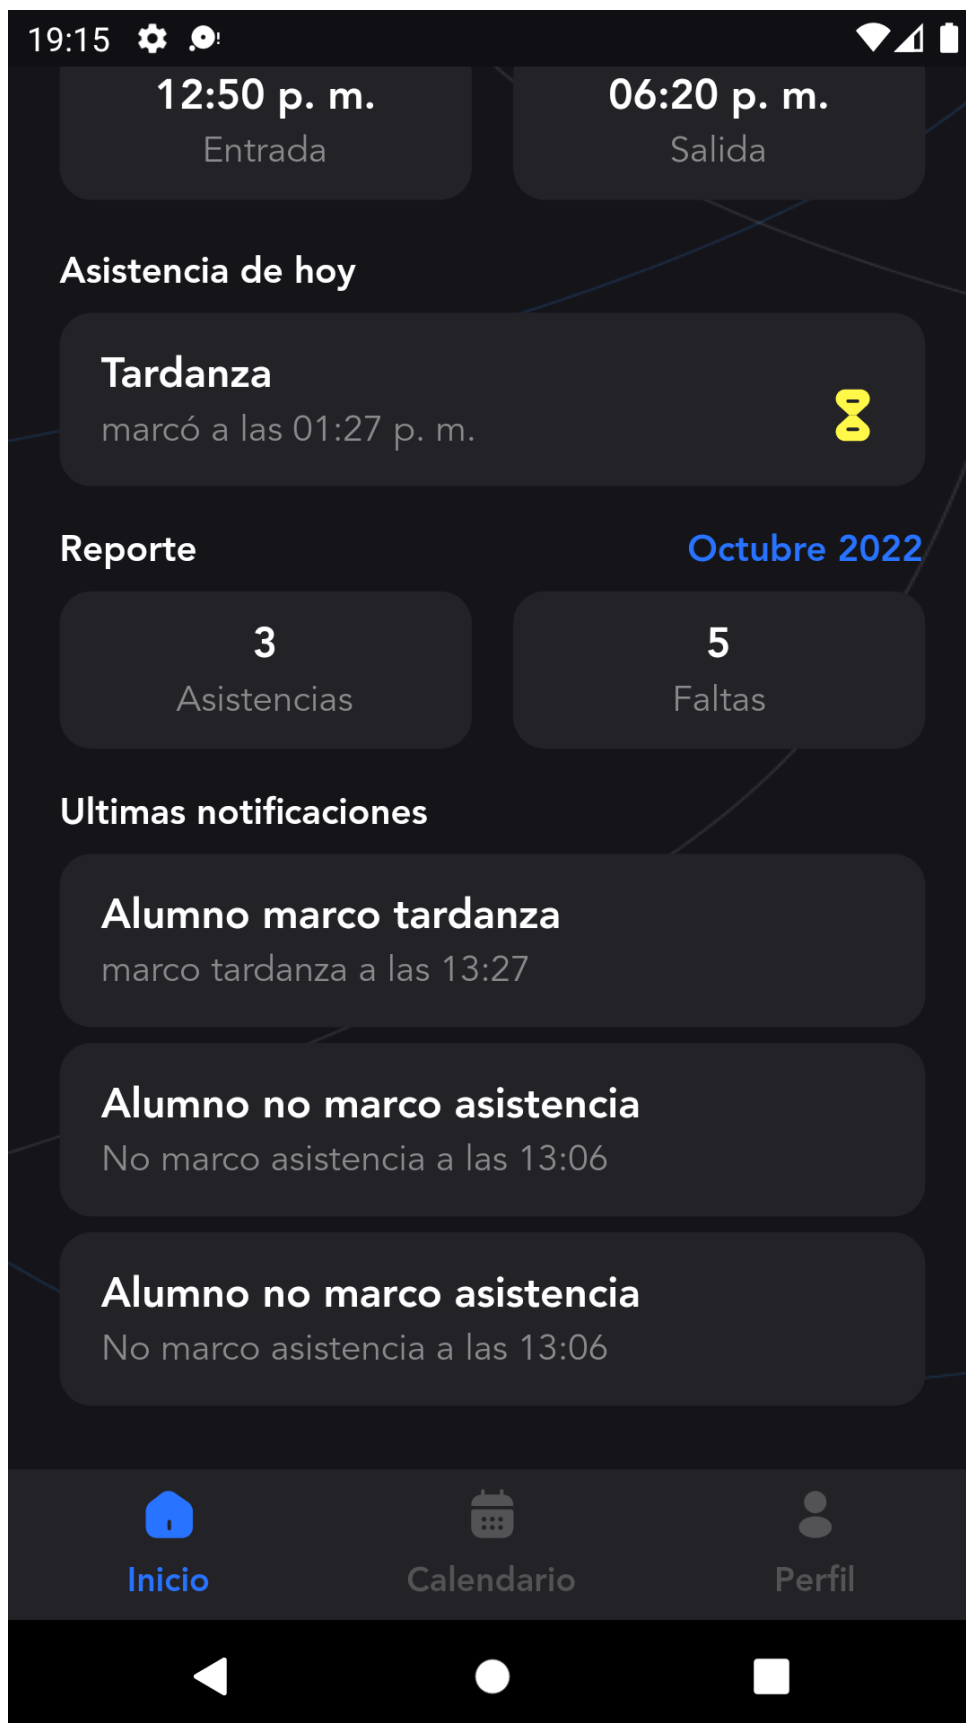 19:15
12:50 p. m.
06:20 p. m.
Entrada
Salida
Asistencia de hoy
Tardanza
marcó a las 01:27 p. m.
Reporte
Octubre 2022
3
5
Asistencias
Faltas
Ultimas notificaciones
Alumno marco tardanza
marco tardanza a las 13:27
Alumno no marco asistencia
No marco asistencia a las 13:06
Alumno no marco asistencia
No marco asistencia a las 13:06
Inicio
Calendario
Perfil